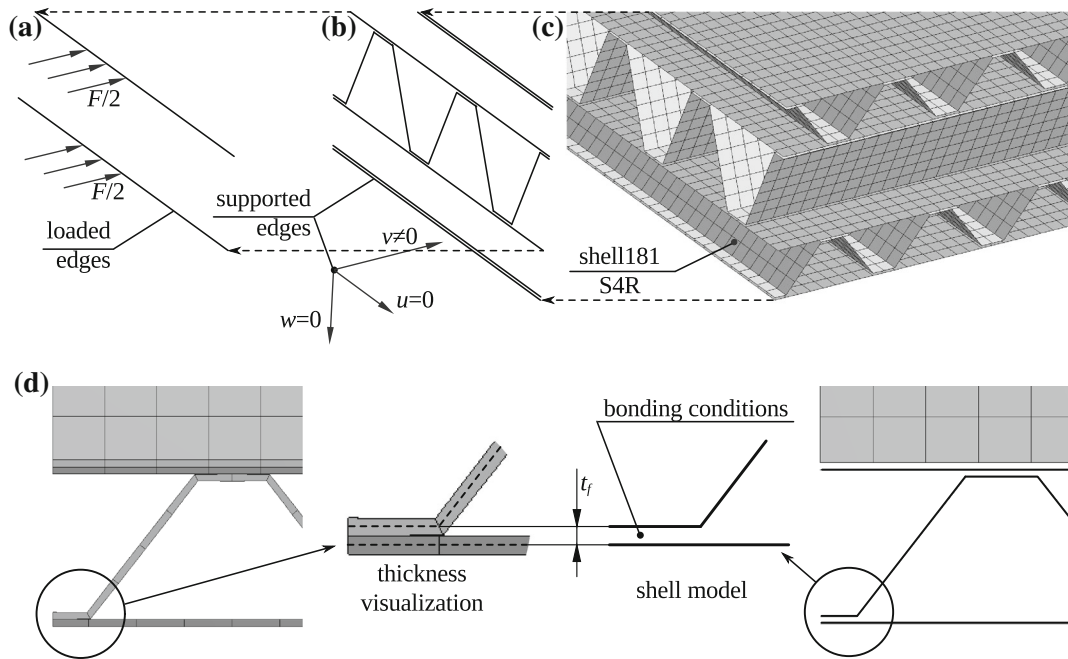 (a)
(b)
(c)
F/2
F/2
loaded
edges
supported
edges
v≠0
u=0
w=0
shell181
S4R
(d)
bonding conditions
t_f
thickness
visualization
shell model